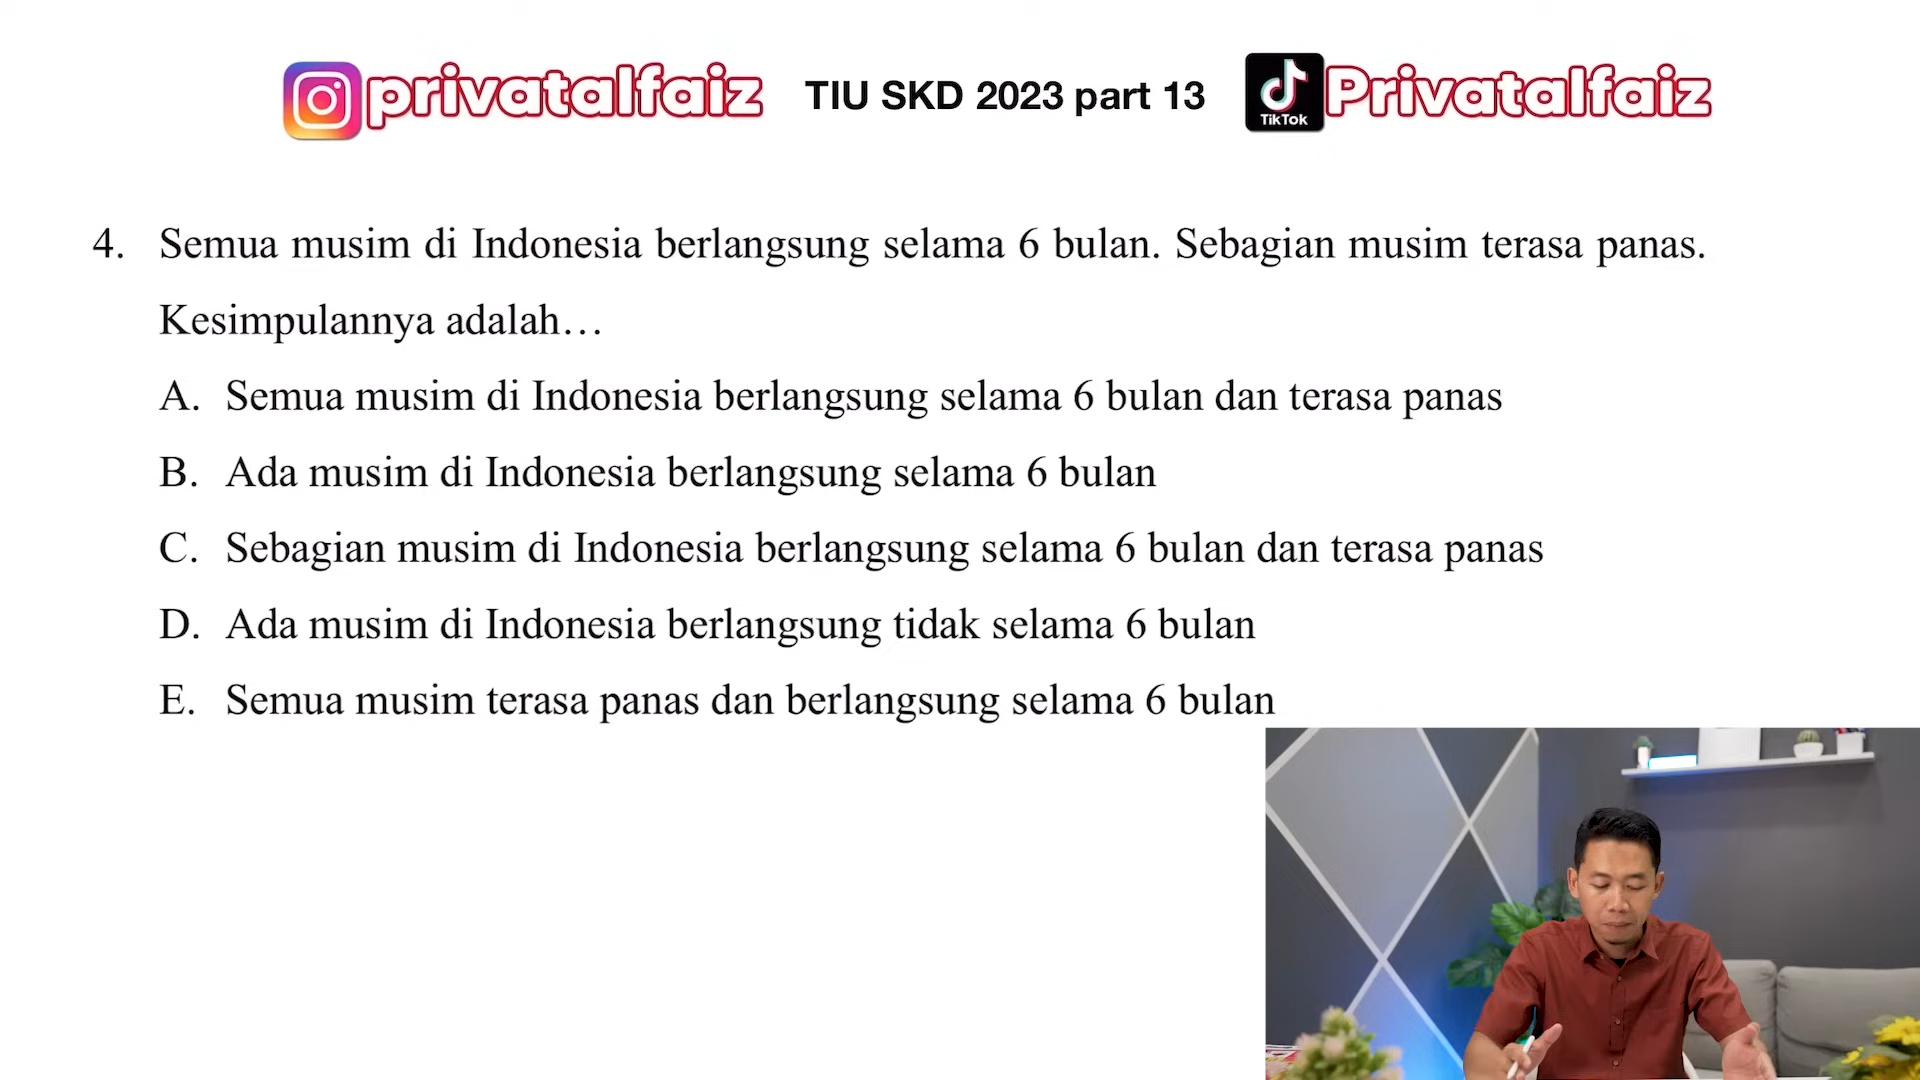 privatalfaiz TIU SKD 2023 part 13 TikTok Privatalfaiz
4. Semua musim di Indonesia berlangsung selama 6 bulan. Sebagian musim terasa panas.
Kesimpulannya adalah…
A. Semua musim di Indonesia berlangsung selama 6 bulan dan terasa panas
B. Ada musim di Indonesia berlangsung selama 6 bulan
C. Sebagian musim di Indonesia berlangsung selama 6 bulan dan terasa panas
D. Ada musim di Indonesia berlangsung tidak selama 6 bulan
E. Semua musim terasa panas dan berlangsung selama 6 bulan